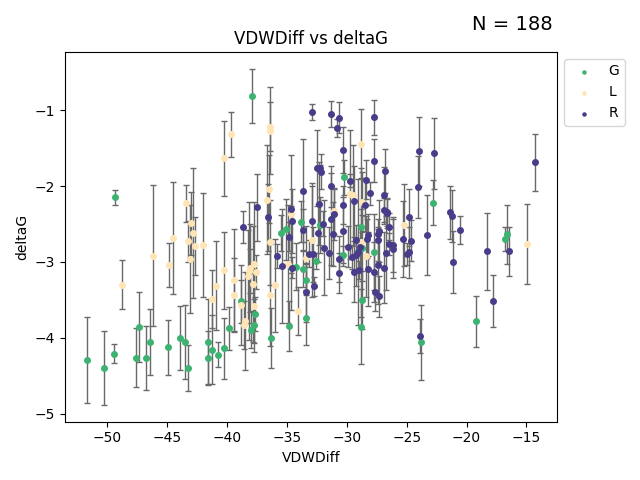 N = 188
VDWDiff vs deltaG
G
L
R
deltaG
−1
−2
−3
−4
−5
−50
−45
−40
−35
−30
−25
−20
−15
VDWDiff